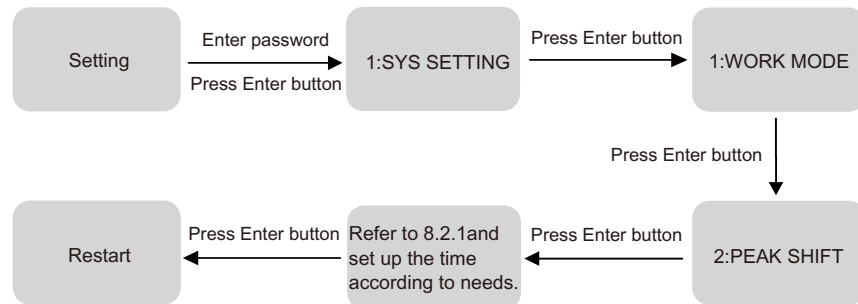 Setting
Enter password
Press Enter button
1:SYS SETTING
Press Enter button
1:WORK MODE
Press Enter button
2:PEAK SHIFT
Press Enter button
Refer to 8.2.1and
set up the time
according to needs.
Press Enter button
Restart